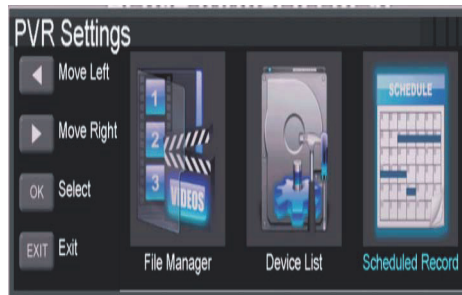 PVR Settings
Move Left
Move Right
OK Select
EXIT Exit
1
2
3
VIDEOS
File Manager
Device List
SCHEDULE
Scheduled Record